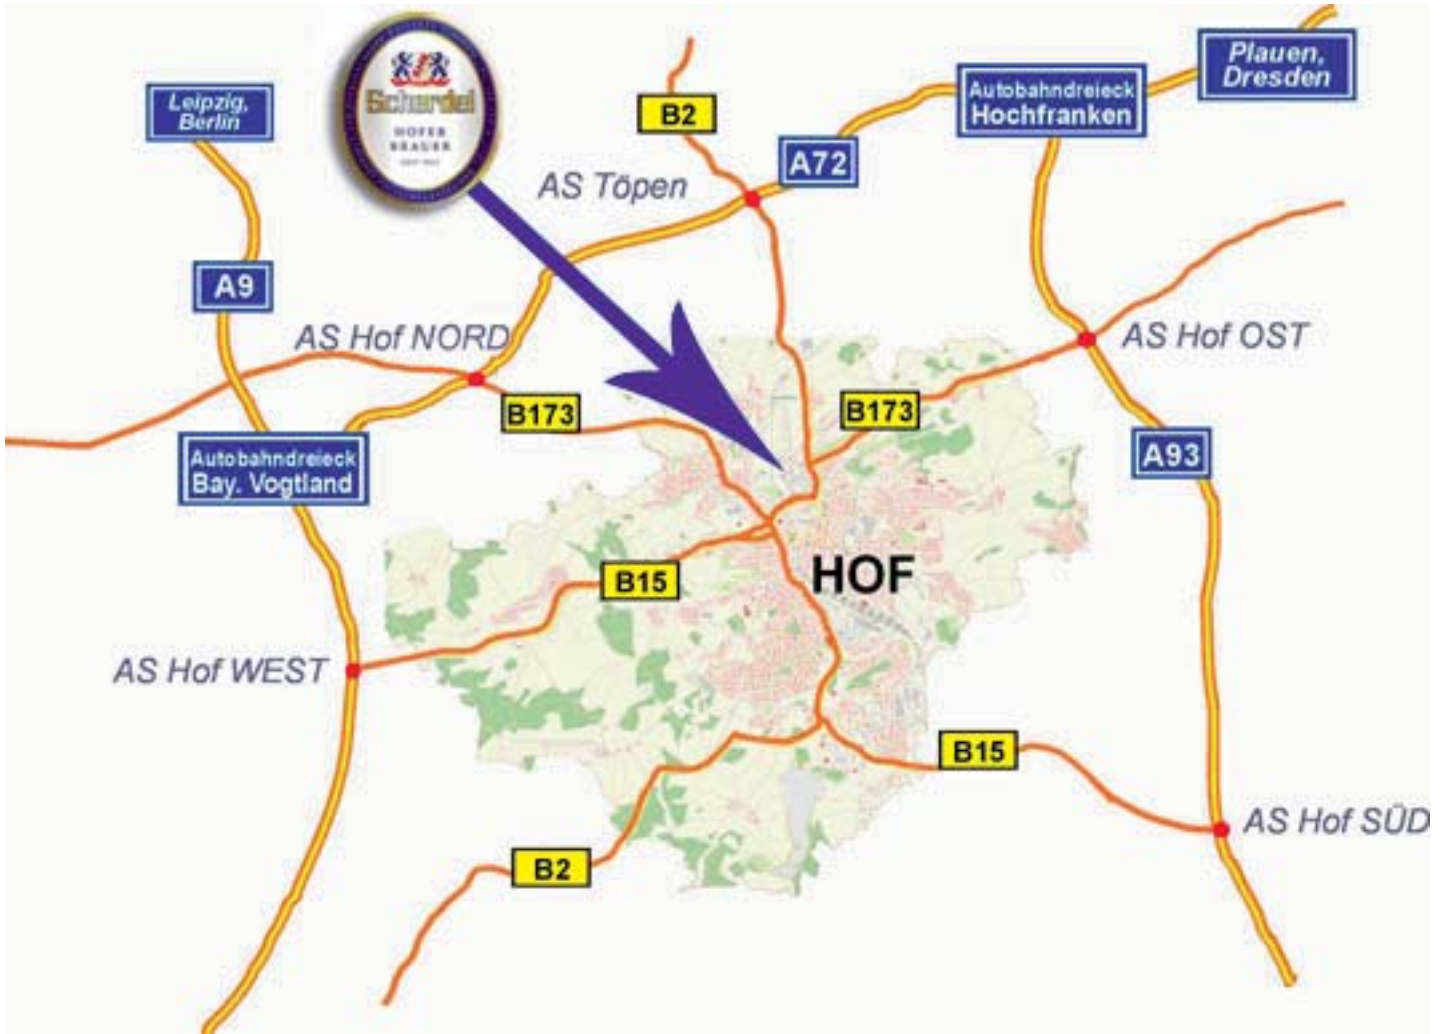 Plauen,
Dresden
Leipzig,
Berlin
Autobahndreieck
Hochfranken
Scherdel
HOFER
BRÄUER
B2
A72
AS Töpen
A9
AS Hof NORD
AS Hof OST
B173
B173
A93
Autobahndreieck
Bay. Vogtland
HOF
B15
AS Hof WEST
B15
AS Hof SÜD
B2